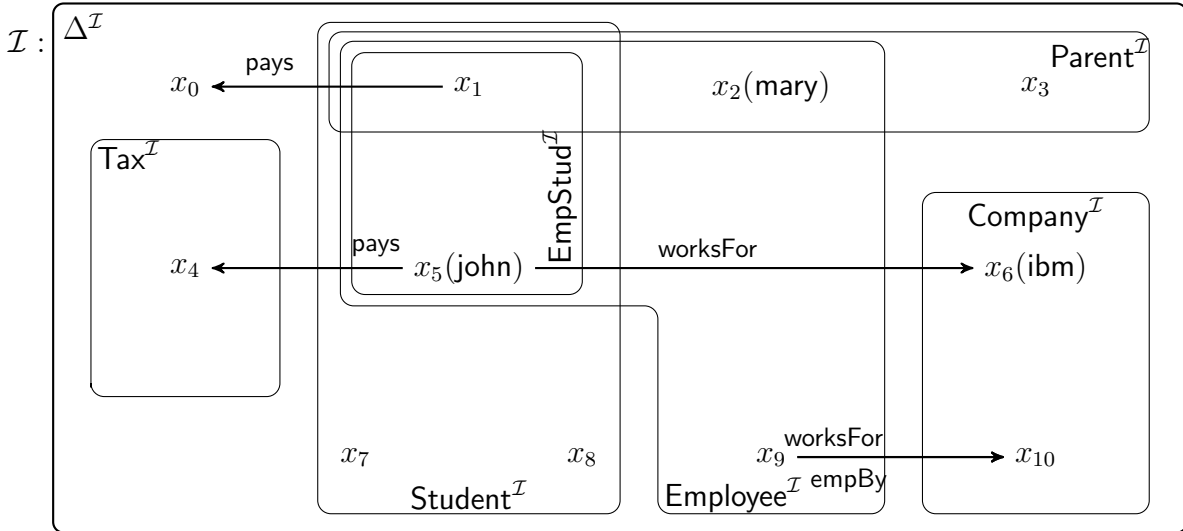 𝓘 : Δ^𝓘
Parent^𝓘
x₀ pays x₁ x₂(mary) x₃
Tax^𝓘
EmpStud^𝓘
Company^𝓘
x₄ pays x₅(john) worksFor x₆(ibm)
x₇ x₈ x₉ worksFor x₁₀
empBy
Student^𝓘 Employee^𝓘